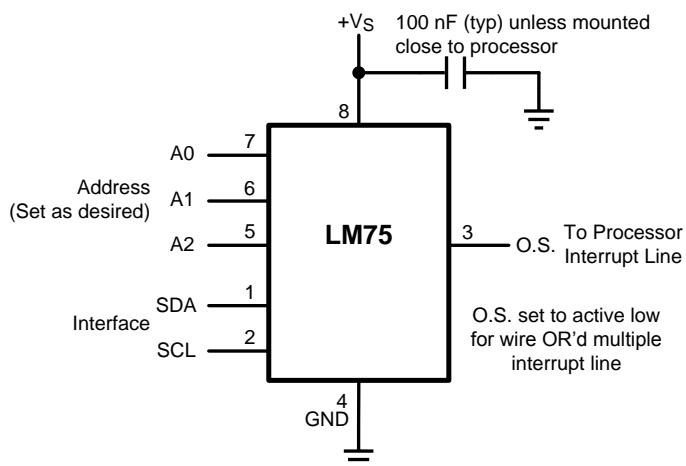 +VS
100 nF (typ) unless mounted
close to processor
8
A0
7
Address
(Set as desired)
A1
6
A2
5
LM75
3
O.S.
To Processor
Interrupt Line
SDA
1
Interface
SCL
2
O.S. set to active low
for wire OR’d multiple
interrupt line
4
GND